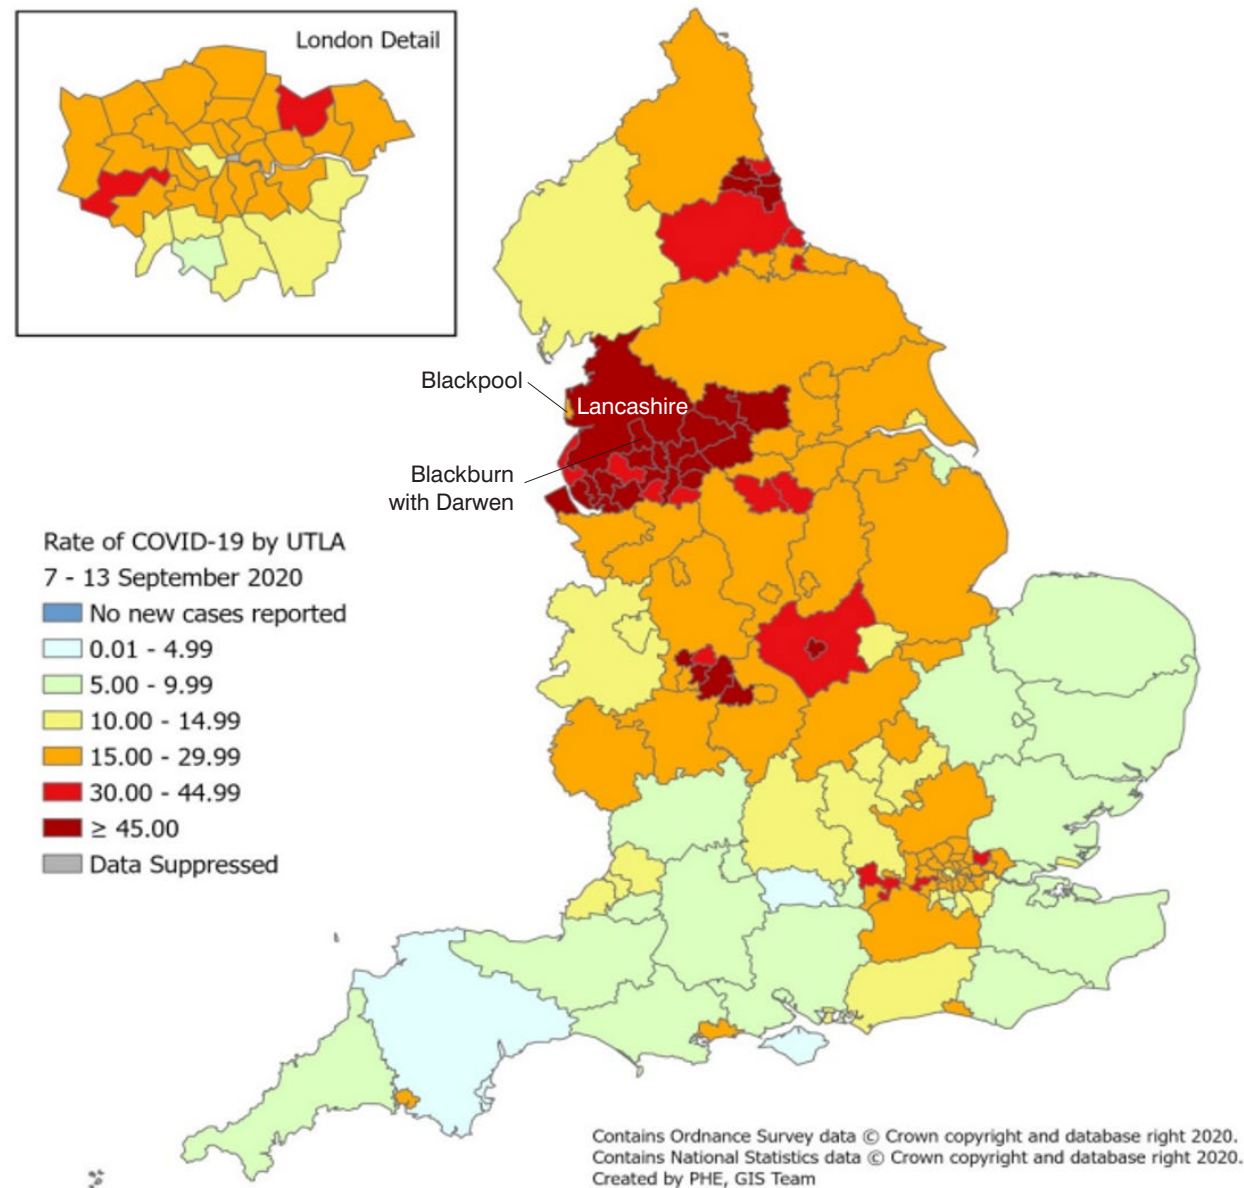 London Detail
Blackpool
Lancashire
Blackburn
with Darwen
Rate of COVID-19 by UTLA
7 - 13 September 2020
No new cases reported
0.01 - 4.99
5.00 - 9.99
10.00 - 14.99
15.00 - 29.99
30.00 - 44.99
≥ 45.00
Data Suppressed
Contains Ordnance Survey data © Crown copyright and database right 2020.
Contains National Statistics data © Crown copyright and database right 2020.
Created by PHE, GIS Team